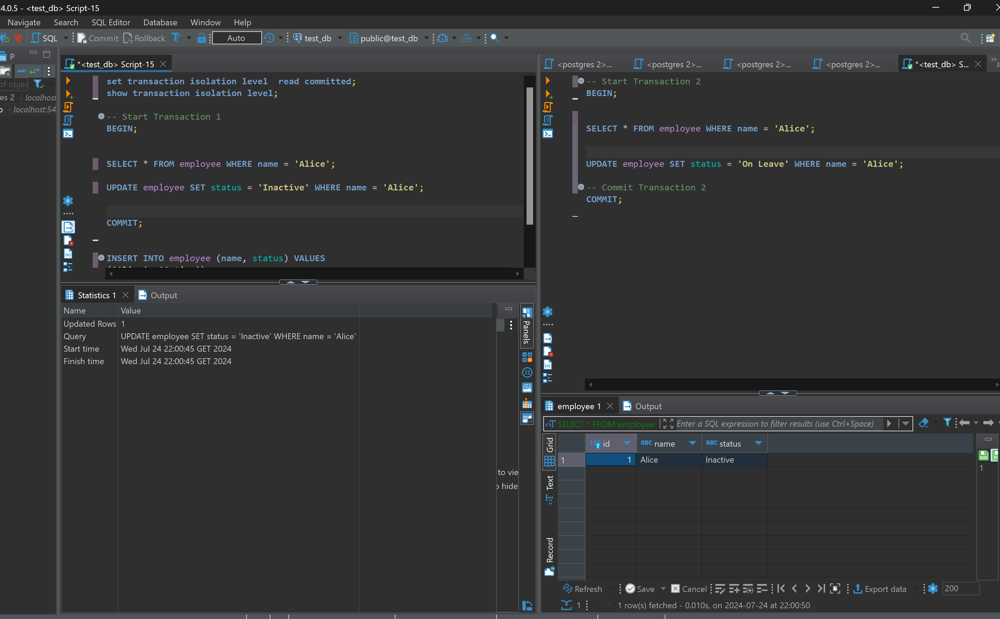 4.0.5 - <test_db> Script-15
Navigate Search SQL Editor Database Window Help
SQL Commit Rollback Auto test_db public@test_db
P
of objec
es 2 - localhost
- localhost:54
*<test_db> Script-15
set transaction isolation level  read committed;
show transaction isolation level;
-- Start Transaction 1
BEGIN;
SELECT * FROM employee WHERE name = 'Alice';
UPDATE employee SET status = 'Inactive' WHERE name = 'Alice';
COMMIT;
INSERT INTO employee (name, status) VALUES
Statistics 1 Output
Name Value
Updated Rows 1
Query UPDATE employee SET status = 'Inactive' WHERE name = 'Alice'
Start time Wed Jul 24 22:00:45 GET 2024
Finish time Wed Jul 24 22:00:45 GET 2024
Panels
to vie
hide
<postgres 2>... <postgres 2>... <postgres 2>... <postgres 2>... *<test_db> S... »3
-- Start Transaction 2
BEGIN;
SELECT * FROM employee WHERE name = 'Alice';
UPDATE employee SET status = 'On Leave' WHERE name = 'Alice';
-- Commit Transaction 2
COMMIT;
employee 1 Output
SELECT * FROM employee Enter a SQL expression to filter results (use Ctrl+Space)
Grid
Text
Record
123 id ABC name ABC status
1 1 Alice Inactive
1
Refresh Save Cancel Export data 200
1 ... 1 row(s) fetched - 0.010s, on 2024-07-24 at 22:00:50